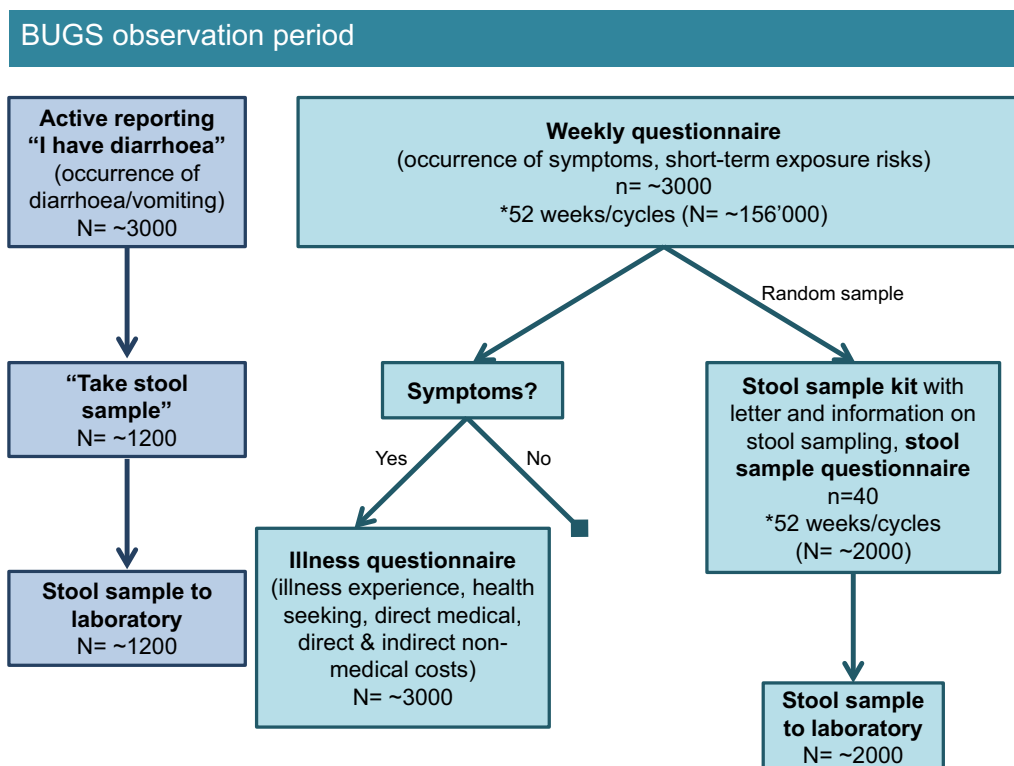 BUGS observation period
Active reporting
“I have diarrhoea”
(occurrence of
diarrhoea/vomiting)
N= ~3000
Weekly questionnaire
(occurrence of symptoms, short-term exposure risks)
n= ~3000
*52 weeks/cycles (N= ~156’000)
Random sample
“Take stool
sample”
N= ~1200
Symptoms?
Stool sample kit with
letter and information on
stool sampling, stool
sample questionnaire
n=40
*52 weeks/cycles
(N= ~2000)
Yes
No
Illness questionnaire
(illness experience, health
seeking, direct medical,
direct & indirect non-
medical costs)
N= ~3000
Stool sample to
laboratory
N= ~1200
Stool sample
to laboratory
N= ~2000